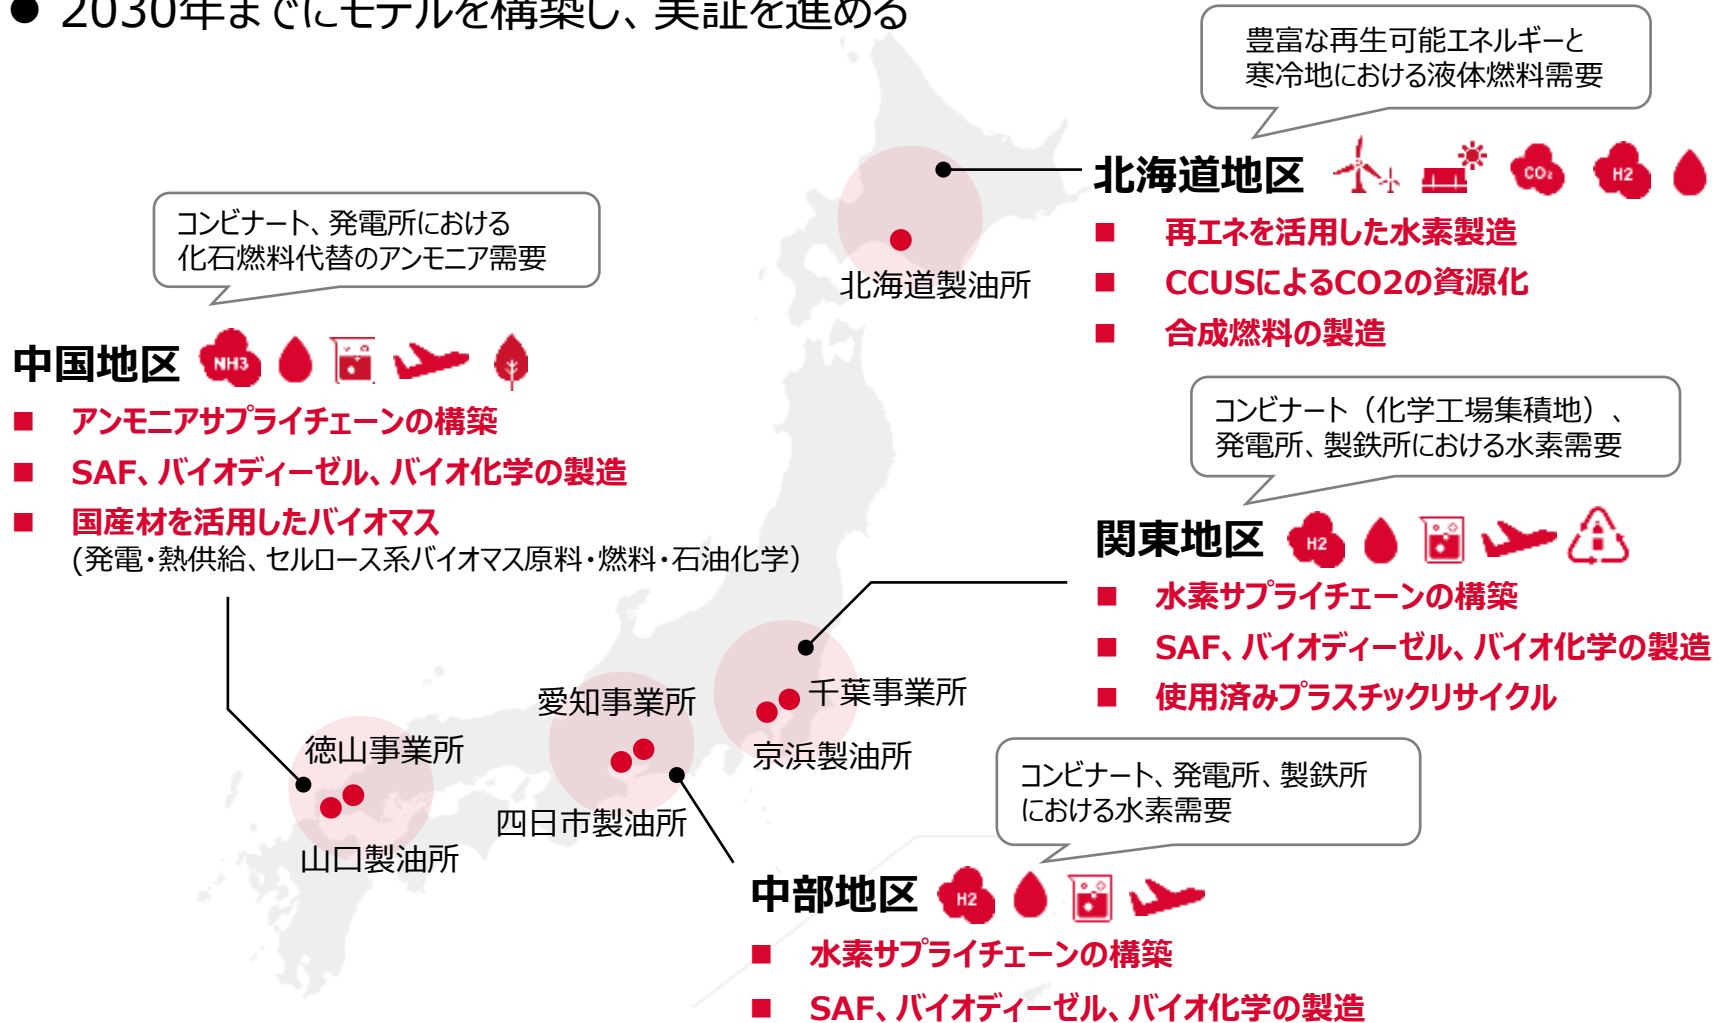 ● 2030年までにモデルを構築し、実証を進める
豊富な再生可能エネルギーと
寒冷地における液体燃料需要
北海道地区
CO₂
H2
■ 再エネを活用した水素製造
■ CCUSによるCO2の資源化
■ 合成燃料の製造
北海道製油所
コンビナート、発電所における
化石燃料代替のアンモニア需要
中国地区
NH3
■ アンモニアサプライチェーンの構築
■ SAF、バイオディーゼル、バイオ化学の製造
■ 国産材を活用したバイオマス
(発電・熱供給、セルロース系バイオマス原料・燃料・石油化学）
コンビナート（化学工場集積地）、
発電所、製鉄所における水素需要
関東地区
H2
■ 水素サプライチェーンの構築
■ SAF、バイオディーゼル、バイオ化学の製造
■ 使用済みプラスチックリサイクル
千葉事業所
京浜製油所
愛知事業所
四日市製油所
徳山事業所
山口製油所
コンビナート、発電所、製鉄所
における水素需要
中部地区
H2
■ 水素サプライチェーンの構築
■ SAF、バイオディーゼル、バイオ化学の製造